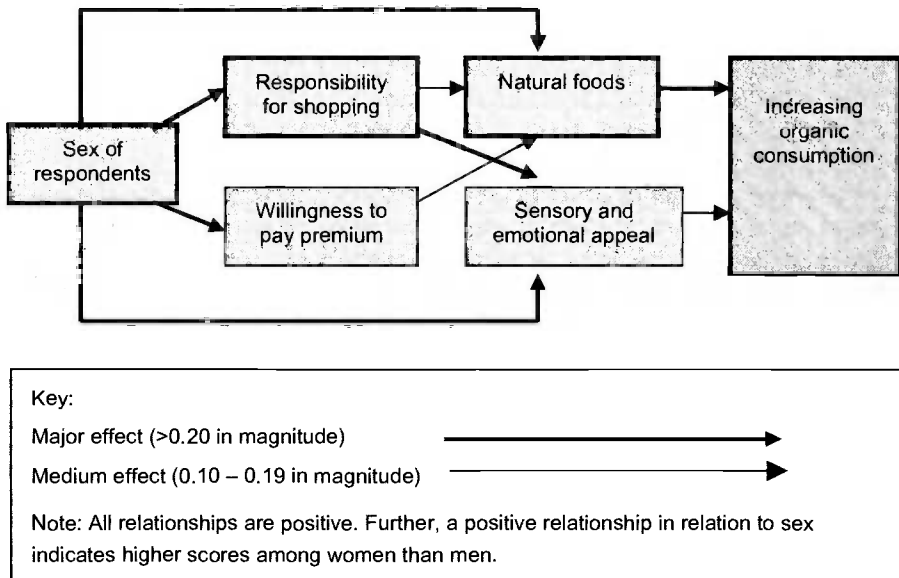 Responsibility
for shopping
Natural foods
Increasing
organic
consumption
Sex of
respondents
Willingness to
pay premium
Sensory and
emotional appeal
Key:
Major effect (>0.20 in magnitude)
Medium effect (0.10 – 0.19 in magnitude)
Note: All relationships are positive. Further, a positive relationship in relation to sex
indicates higher scores among women than men.